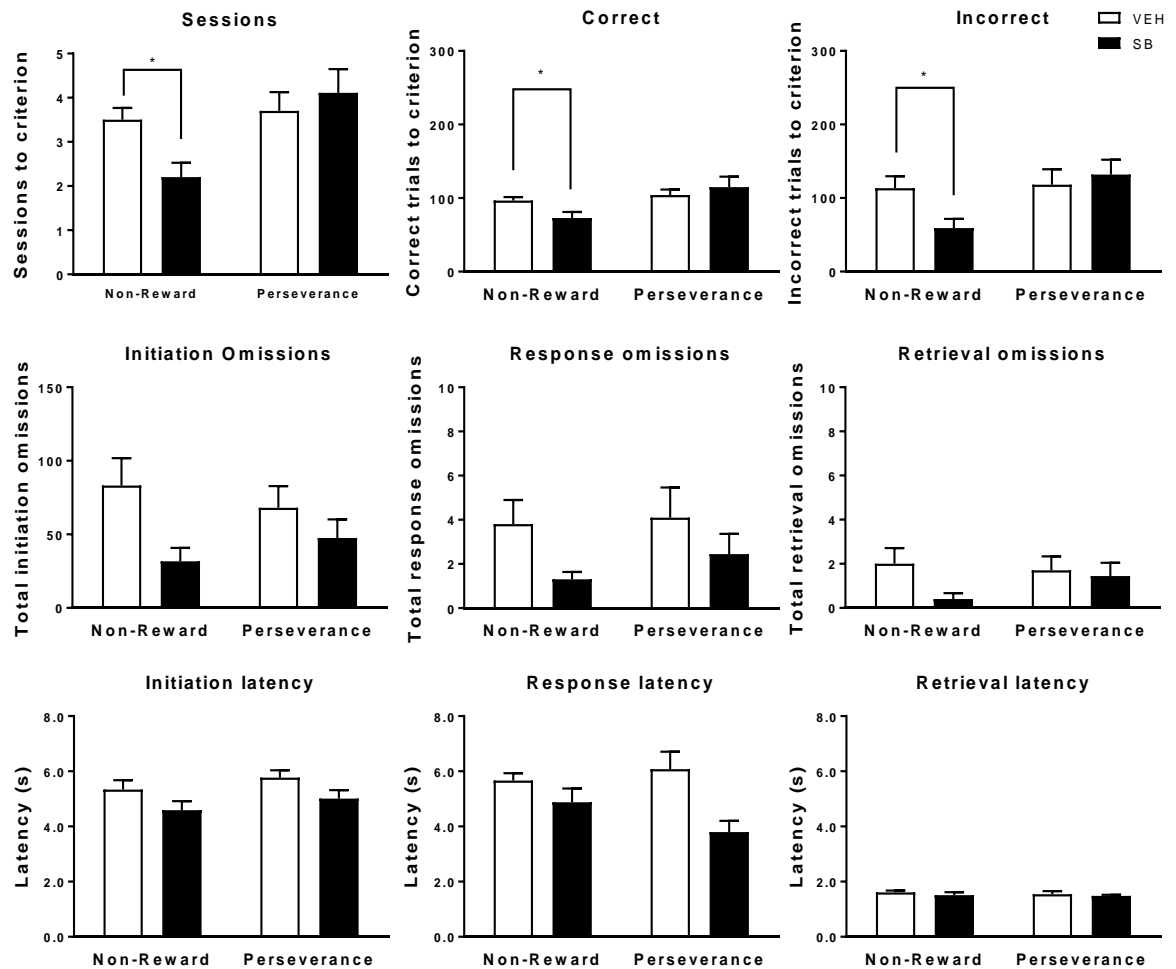 Sessions
Sessions to criterion
5
4
3
2
1
0
*
Non-Reward Perseverance
Correct
Correct trials to criterion
300
200
100
0
*
Non-Reward Perseverance
Incorrect
Incorrect trials to criterion
300
200
100
0
*
Non-Reward Perseverance
VEH
SB
Initiation Omissions
Total initiation omissions
150
100
50
0
Non-Reward Perseverance
Response omissions
Total response omissions
10
8
6
4
2
0
Non-Reward Perseverance
Retrieval omissions
Total retrieval omissions
10
8
6
4
2
0
Non-Reward Perseverance
Initiation latency
Latency (s)
8.0
6.0
4.0
2.0
0.0
Non-Reward Perseverance
Response latency
Latency (s)
8.0
6.0
4.0
2.0
0.0
Non-Reward Perseverance
Retrieval latency
Latency (s)
8.0
6.0
4.0
2.0
0.0
Non-Reward Perseverance